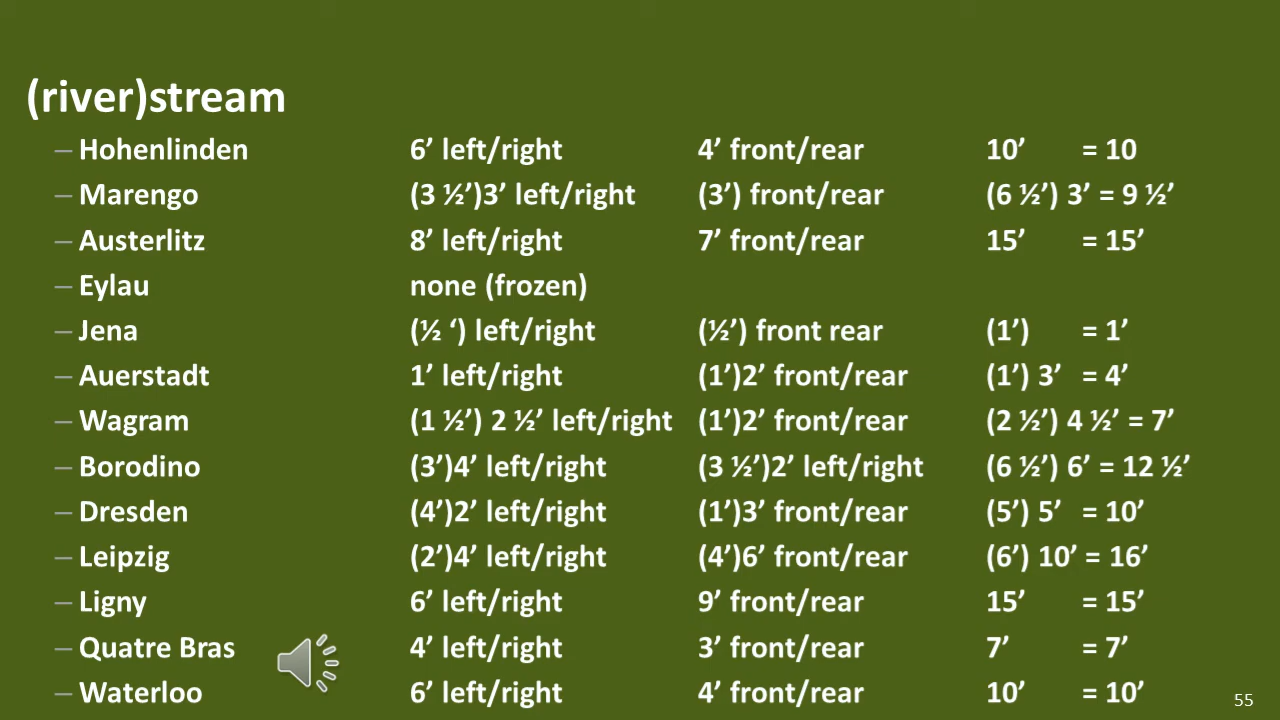 (river)stream
– Hohenlinden 6’ left/right 4’ front/rear 10’ = 10
– Marengo (3 ½’)3’ left/right (3’) front/rear (6 ½’) 3’ = 9 ½’
– Austerlitz 8’ left/right 7’ front/rear 15’ = 15’
– Eylau none (frozen)
– Jena (½ ‘) left/right (½’) front rear (1’) = 1’
– Auerstadt 1’ left/right (1’)2’ front/rear (1’) 3’ = 4’
– Wagram (1 ½’) 2 ½’ left/right (1’)2’ front/rear (2 ½’) 4 ½’ = 7’
– Borodino (3’)4’ left/right (3 ½’)2’ left/right (6 ½’) 6’ = 12 ½’
– Dresden (4’)2’ left/right (1’)3’ front/rear (5’) 5’ = 10’
– Leipzig (2’)4’ left/right (4’)6’ front/rear (6’) 10’ = 16’
– Ligny 6’ left/right 9’ front/rear 15’ = 15’
– Quatre Bras 4’ left/right 3’ front/rear 7’ = 7’
– Waterloo 6’ left/right 4’ front/rear 10’ = 10’
55